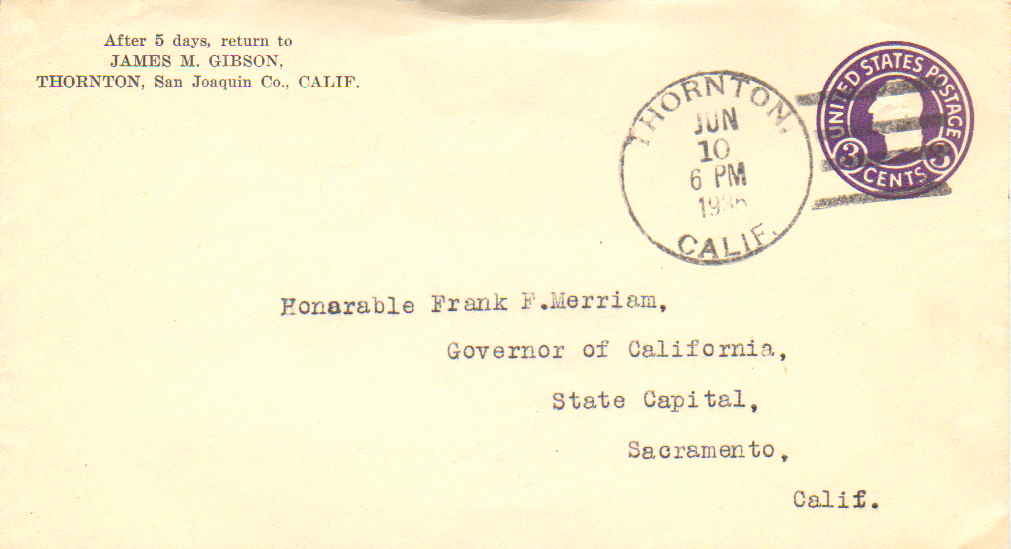 After 5 days, return to
JAMES M. GIBSON,
THORNTON, San Joaquin Co., CALIF.
THORNTON,
JUN
10
6 PM
CALIF.
UNITED STATES POSTAGE
3 3
CENTS
Honarable Frank F.Merriam,
Governor of California,
State Capital,
Sacramento,
Calif.